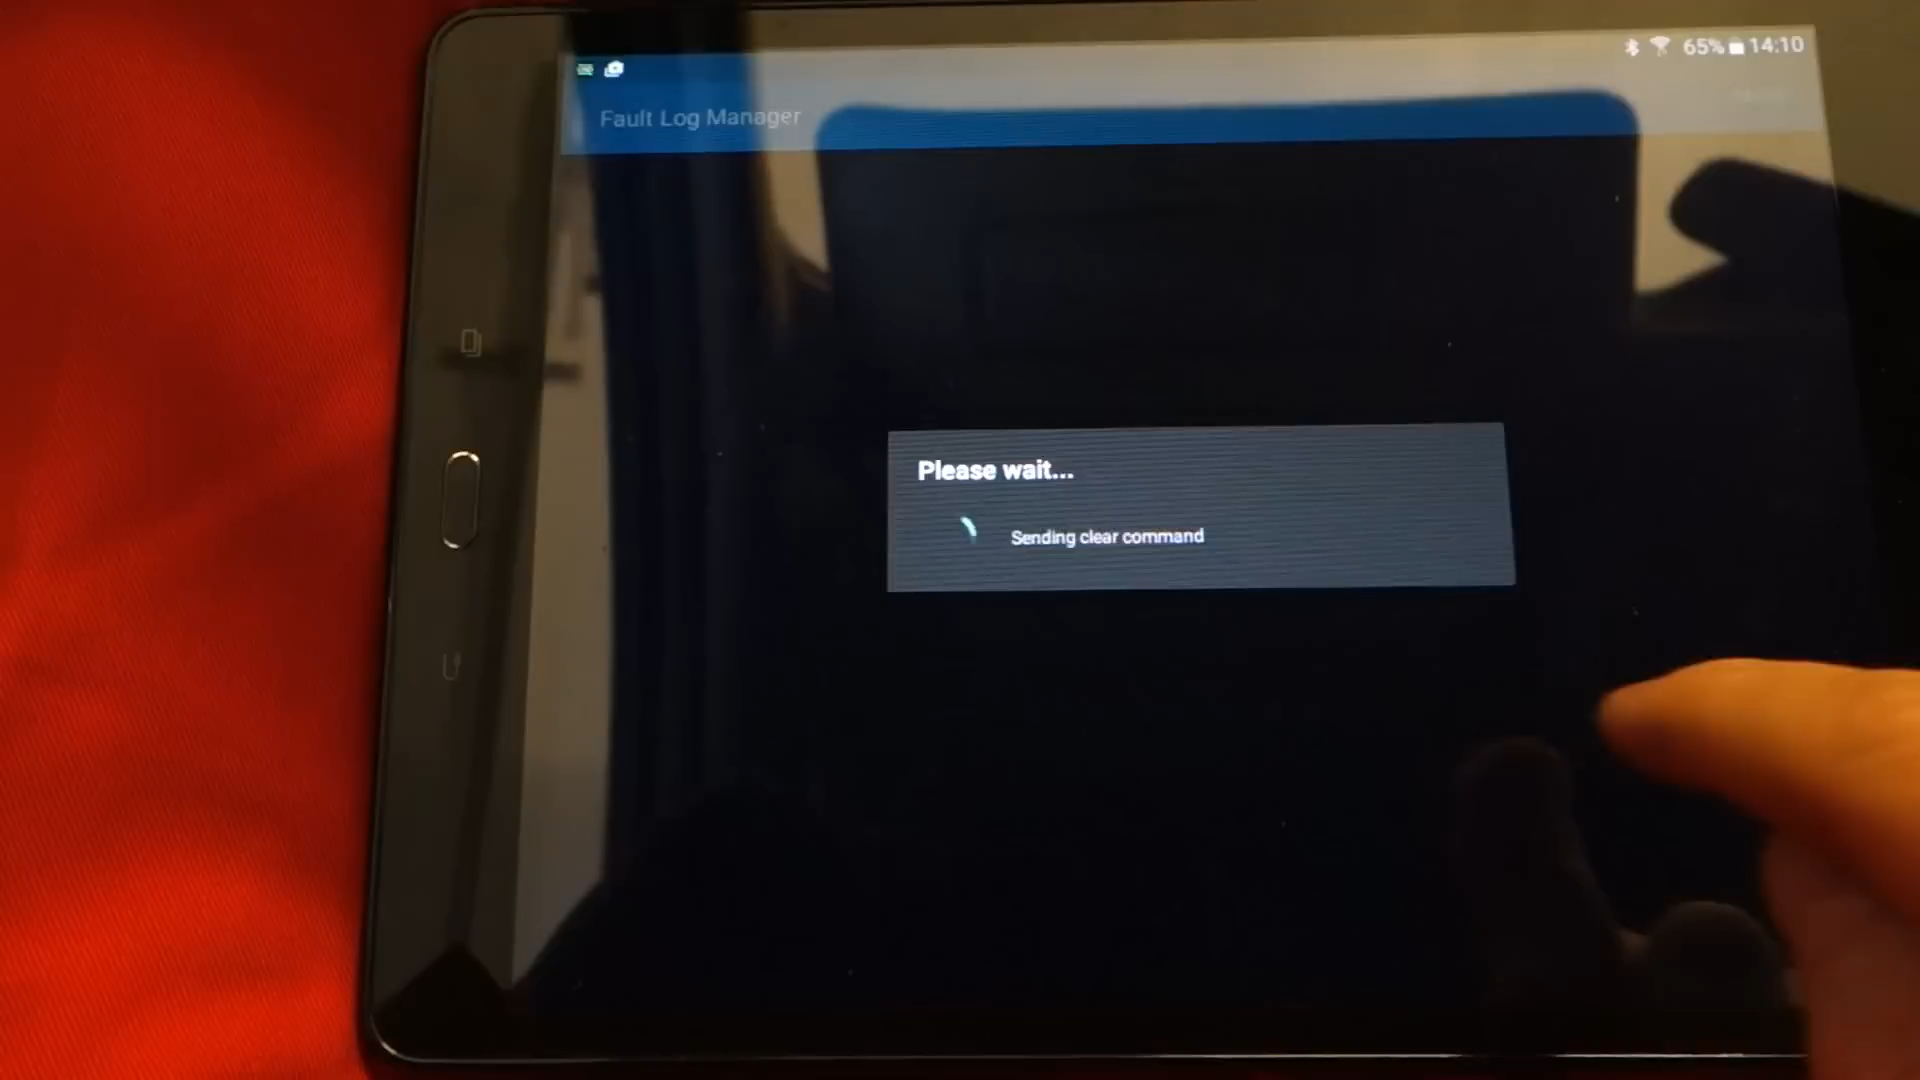 65% 14:10
Fault Log Manager
Please wait...
Sending clear command